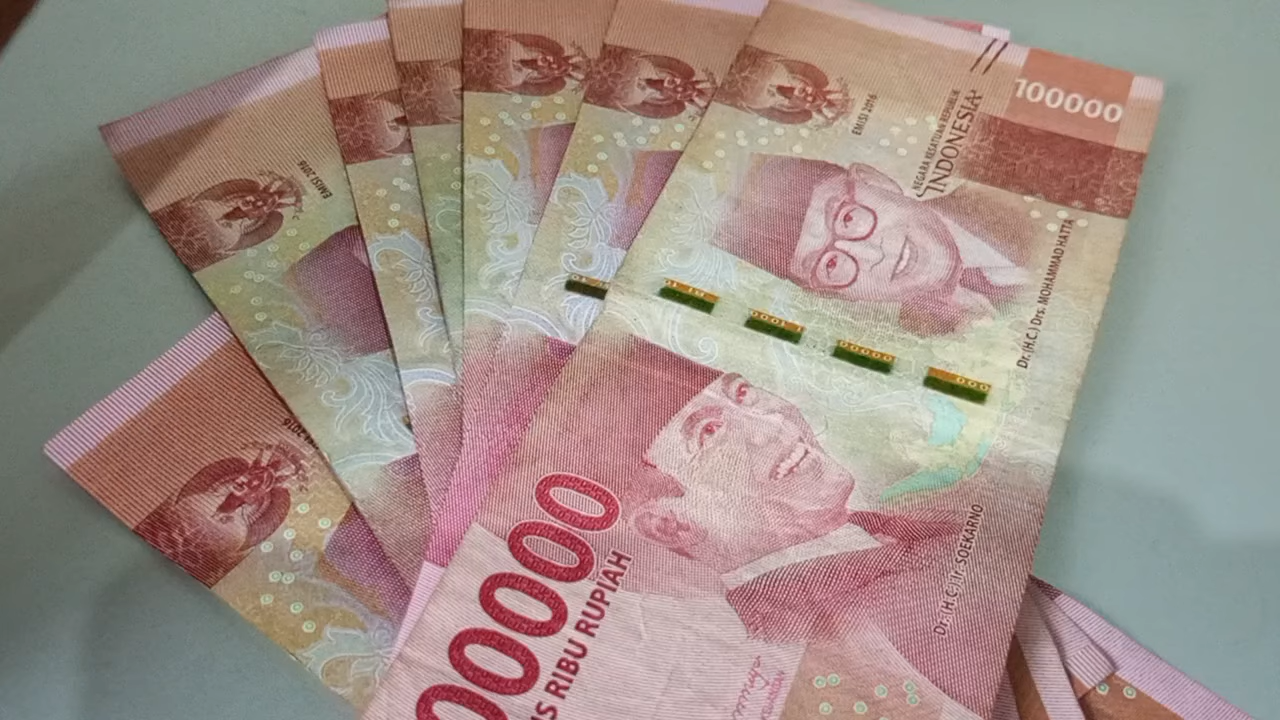 100000
NEGARA KESATUAN REPUBLIK
INDONESIA
EMISI 2016
Dr. (H.C.) Drs. MOHAMMAD HATTA
Dr. (H.C.) Ir. SOEKARNO
00000
RIBU RUPIAH
EMISI 2016
2016